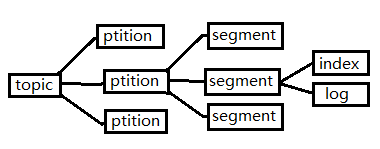 topic
ptition
ptition
ptition
segment
segment
segment
index
log